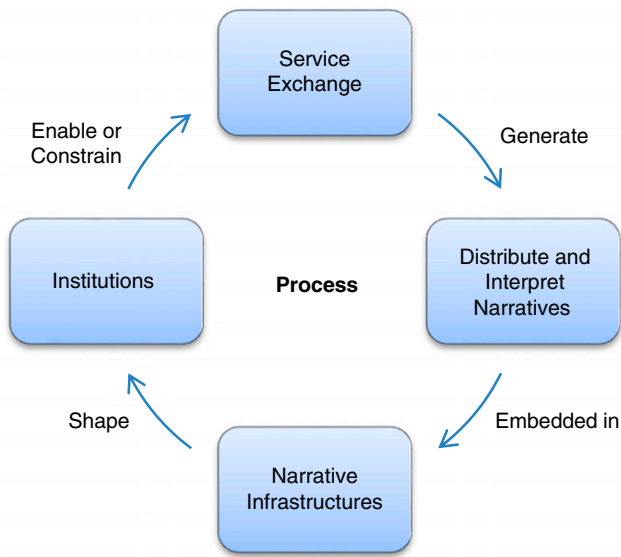 Service
Exchange
Enable or
Constrain
Generate
Institutions
Process
Distribute and
Interpret
Narratives
Shape
Embedded in
Narrative
Infrastructures